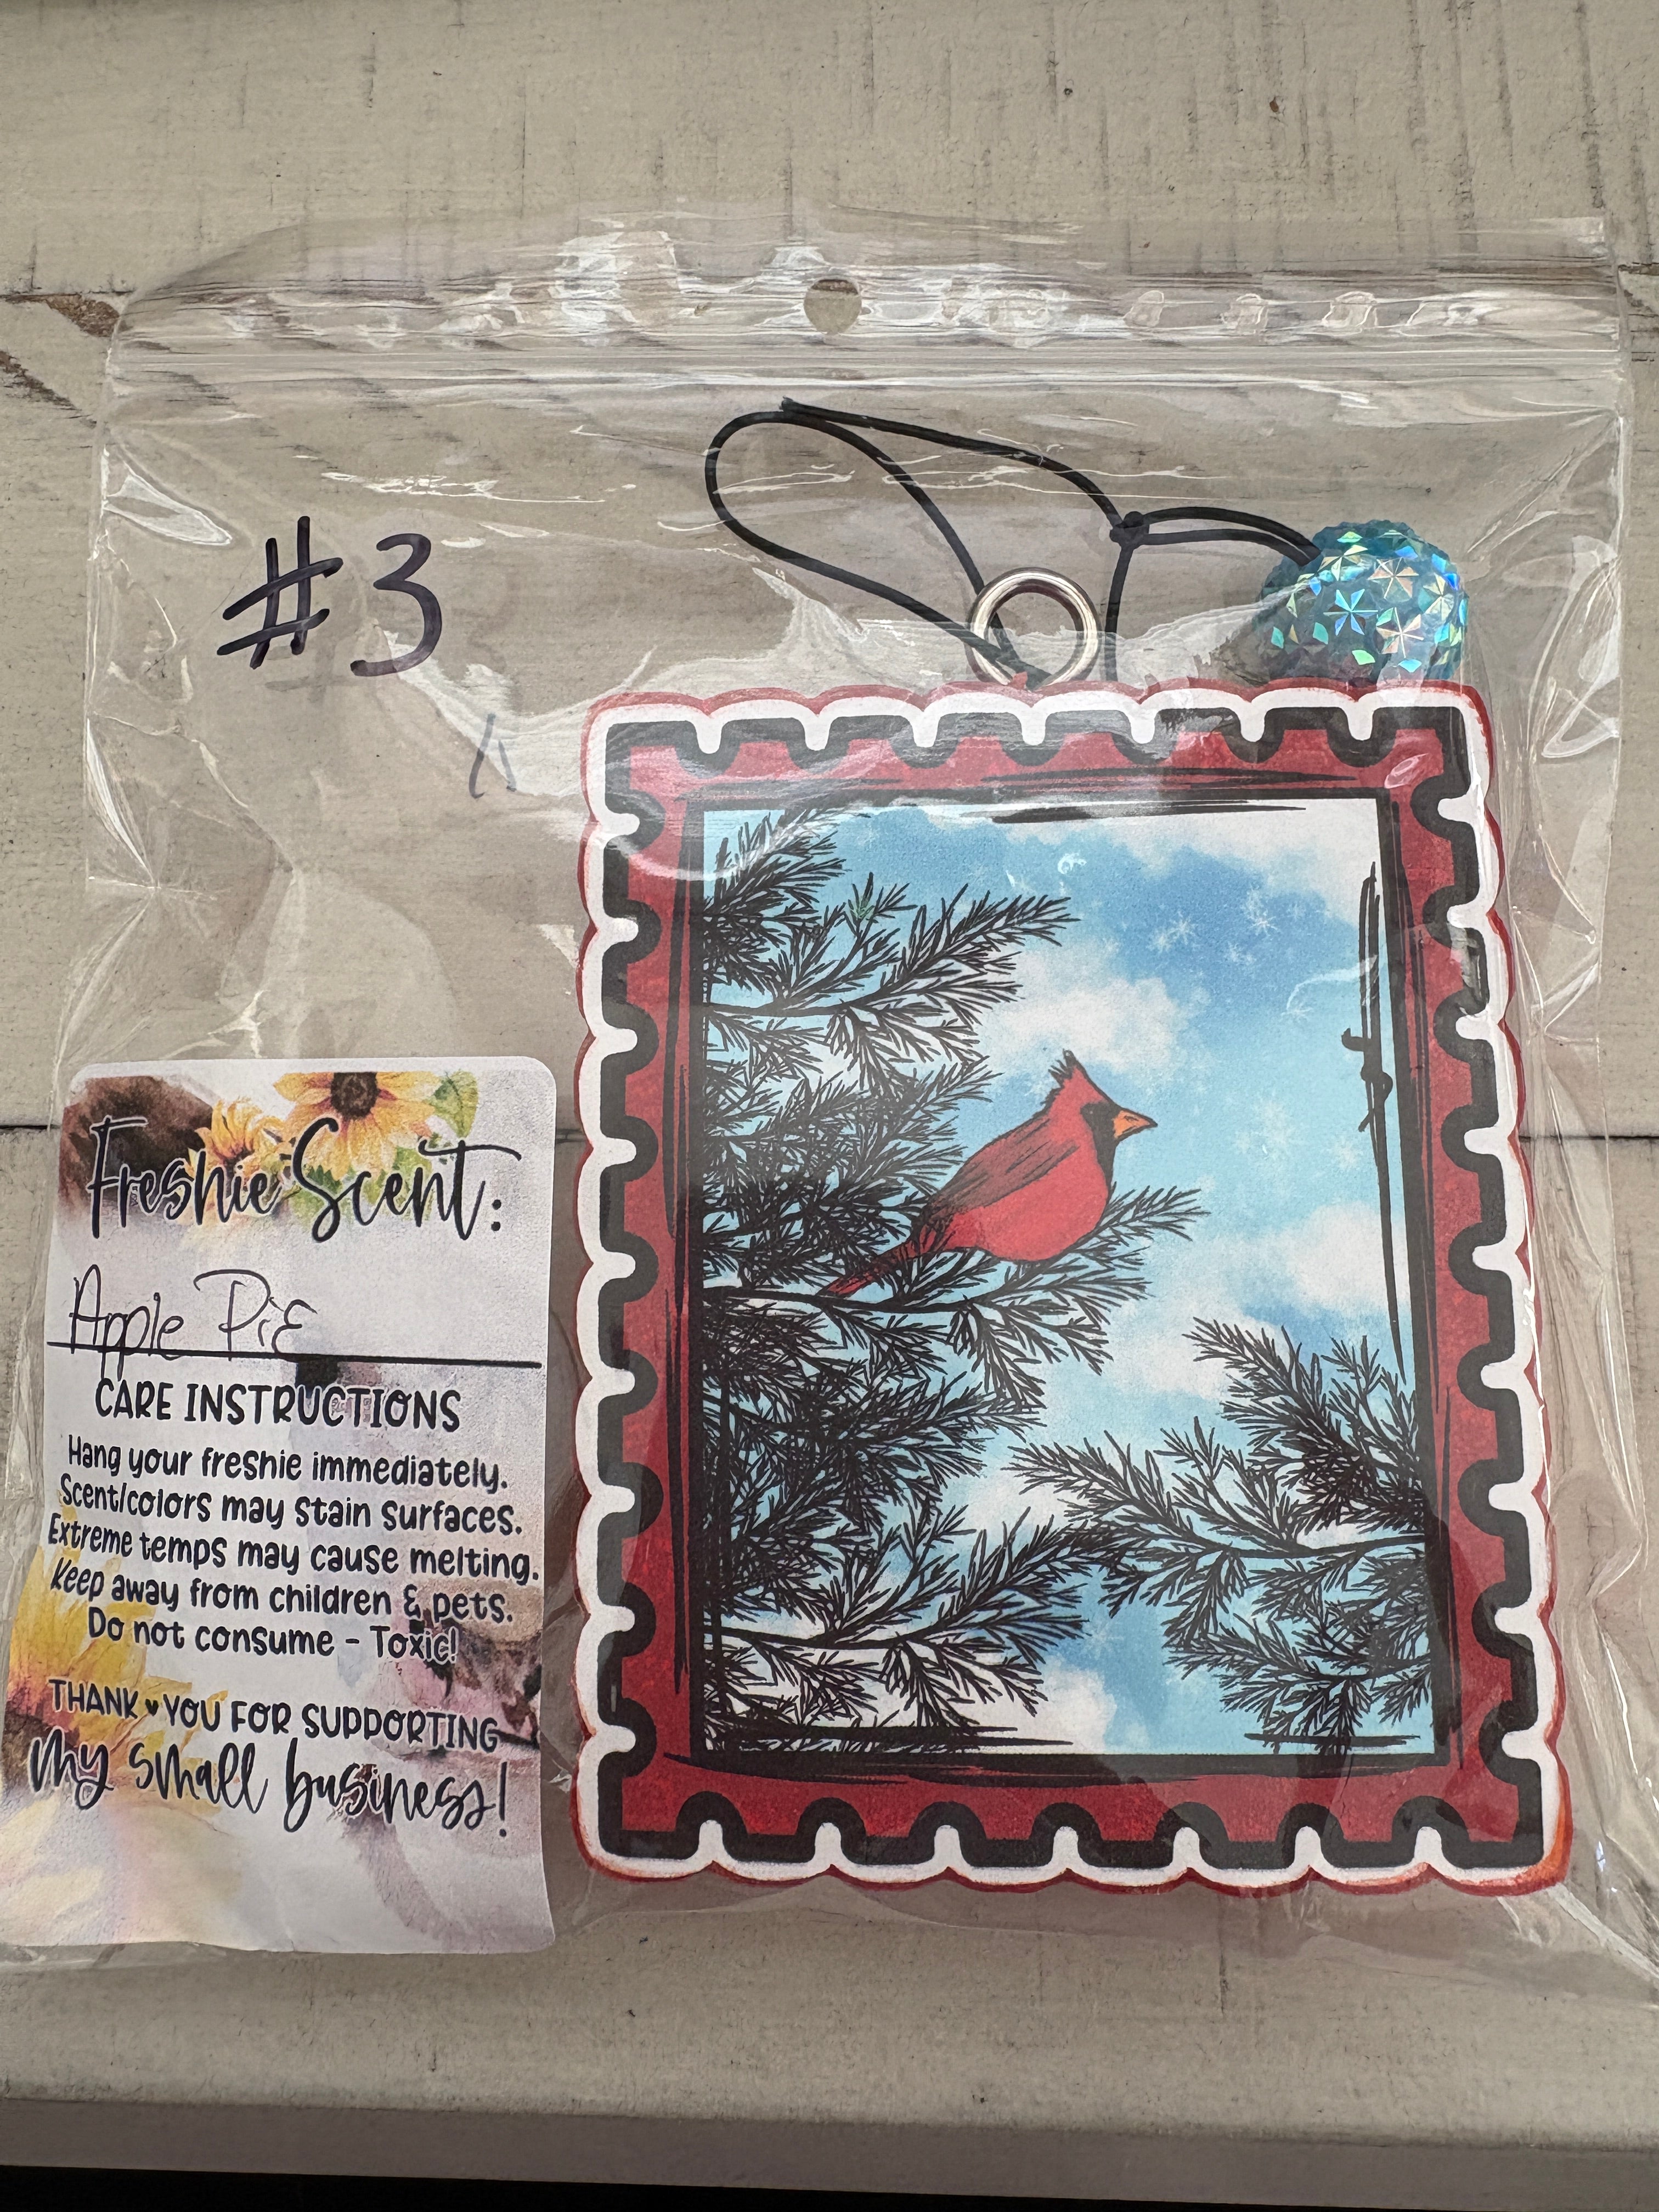 #3
Freshie Scent:
Apple PiE
CARE INSTRUCTIONS
Hang your freshie immediately.
Scent/colors may stain surfaces.
Extreme temps may cause melting.
Keep away from children & pets.
Do not consume - Toxic!
THANK ♥ YOU FOR SUPPORTING
my small business!